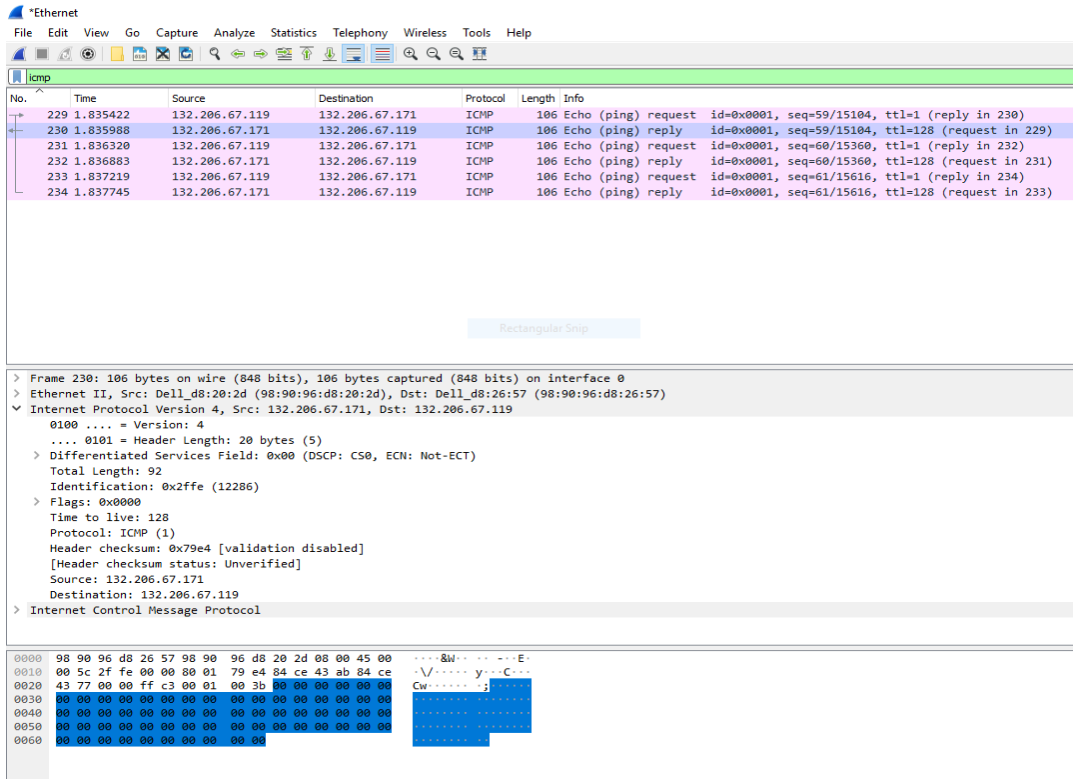 *Ethernet
File Edit View Go Capture Analyze Statistics Telephony Wireless Tools Help
icmp
No. Time Source Destination Protocol Length Info
229 1.835422 132.206.67.119 132.206.67.171 ICMP 106 Echo (ping) request id=0x0001, seq=59/15104, ttl=1 (reply in 230)
230 1.835988 132.206.67.171 132.206.67.119 ICMP 106 Echo (ping) reply id=0x0001, seq=59/15104, ttl=128 (request in 229)
231 1.836320 132.206.67.119 132.206.67.171 ICMP 106 Echo (ping) request id=0x0001, seq=60/15360, ttl=1 (reply in 232)
232 1.836883 132.206.67.171 132.206.67.119 ICMP 106 Echo (ping) reply id=0x0001, seq=60/15360, ttl=128 (request in 231)
233 1.837219 132.206.67.119 132.206.67.171 ICMP 106 Echo (ping) request id=0x0001, seq=61/15616, ttl=1 (reply in 234)
234 1.837745 132.206.67.171 132.206.67.119 ICMP 106 Echo (ping) reply id=0x0001, seq=61/15616, ttl=128 (request in 233)
Rectangular Snip
Frame 230: 106 bytes on wire (848 bits), 106 bytes captured (848 bits) on interface 0
Ethernet II, Src: Dell_d8:20:2d (98:90:96:d8:20:2d), Dst: Dell_d8:26:57 (98:90:96:d8:26:57)
Internet Protocol Version 4, Src: 132.206.67.171, Dst: 132.206.67.119
0100 .... = Version: 4
.... 0101 = Header Length: 20 bytes (5)
Differentiated Services Field: 0x00 (DSCP: CS0, ECN: Not-ECT)
Total Length: 92
Identification: 0x2ffe (12286)
Flags: 0x0000
Time to live: 128
Protocol: ICMP (1)
Header checksum: 0x79e4 [validation disabled]
[Header checksum status: Unverified]
Source: 132.206.67.171
Destination: 132.206.67.119
Internet Control Message Protocol
0000 98 90 96 d8 26 57 98 90 96 d8 20 2d 08 00 45 00 ····&W·· ·· -··E·
0010 00 5c 2f fe 00 00 80 01 79 e4 84 ce 43 ab 84 ce ·\/····· y···C···
0020 43 77 00 00 ff c3 00 01 00 3b 00 00 00 00 00 00 Cw······ ·;······
0030 00 00 00 00 00 00 00 00 00 00 00 00 00 00 00 00 ········ ········
0040 00 00 00 00 00 00 00 00 00 00 00 00 00 00 00 00 ········ ········
0050 00 00 00 00 00 00 00 00 00 00 00 00 00 00 00 00 ········ ········
0060 00 00 00 00 00 00 00 00 00 00 ········ ··